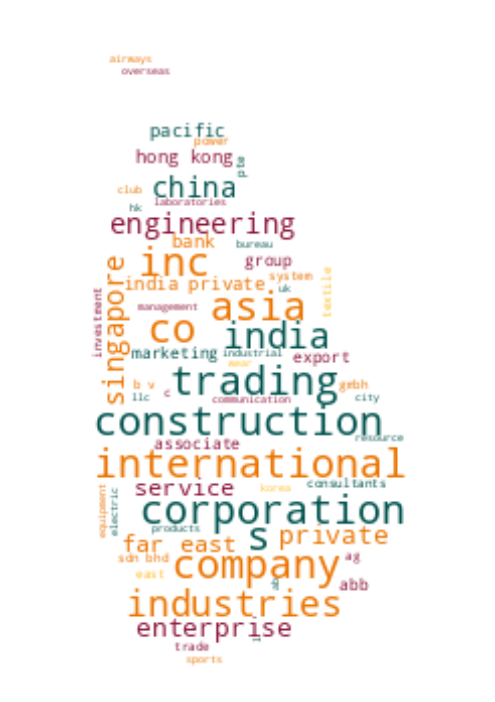 airways
overseas
pacific
power
hong kong
pte
club china
laboratories
hk
engineering
bank bureau
inc group
system
india private uk
singapore
textile
investment
management asia
co india
marketing industrial export
wear
b v trading gmbh
llc c communication city
construction
associate resource
international
service korea consultants
equipment
electric
corporation
products s private
far east
sdn bhd company ag
east abb
industries
enterprise
trade
sports